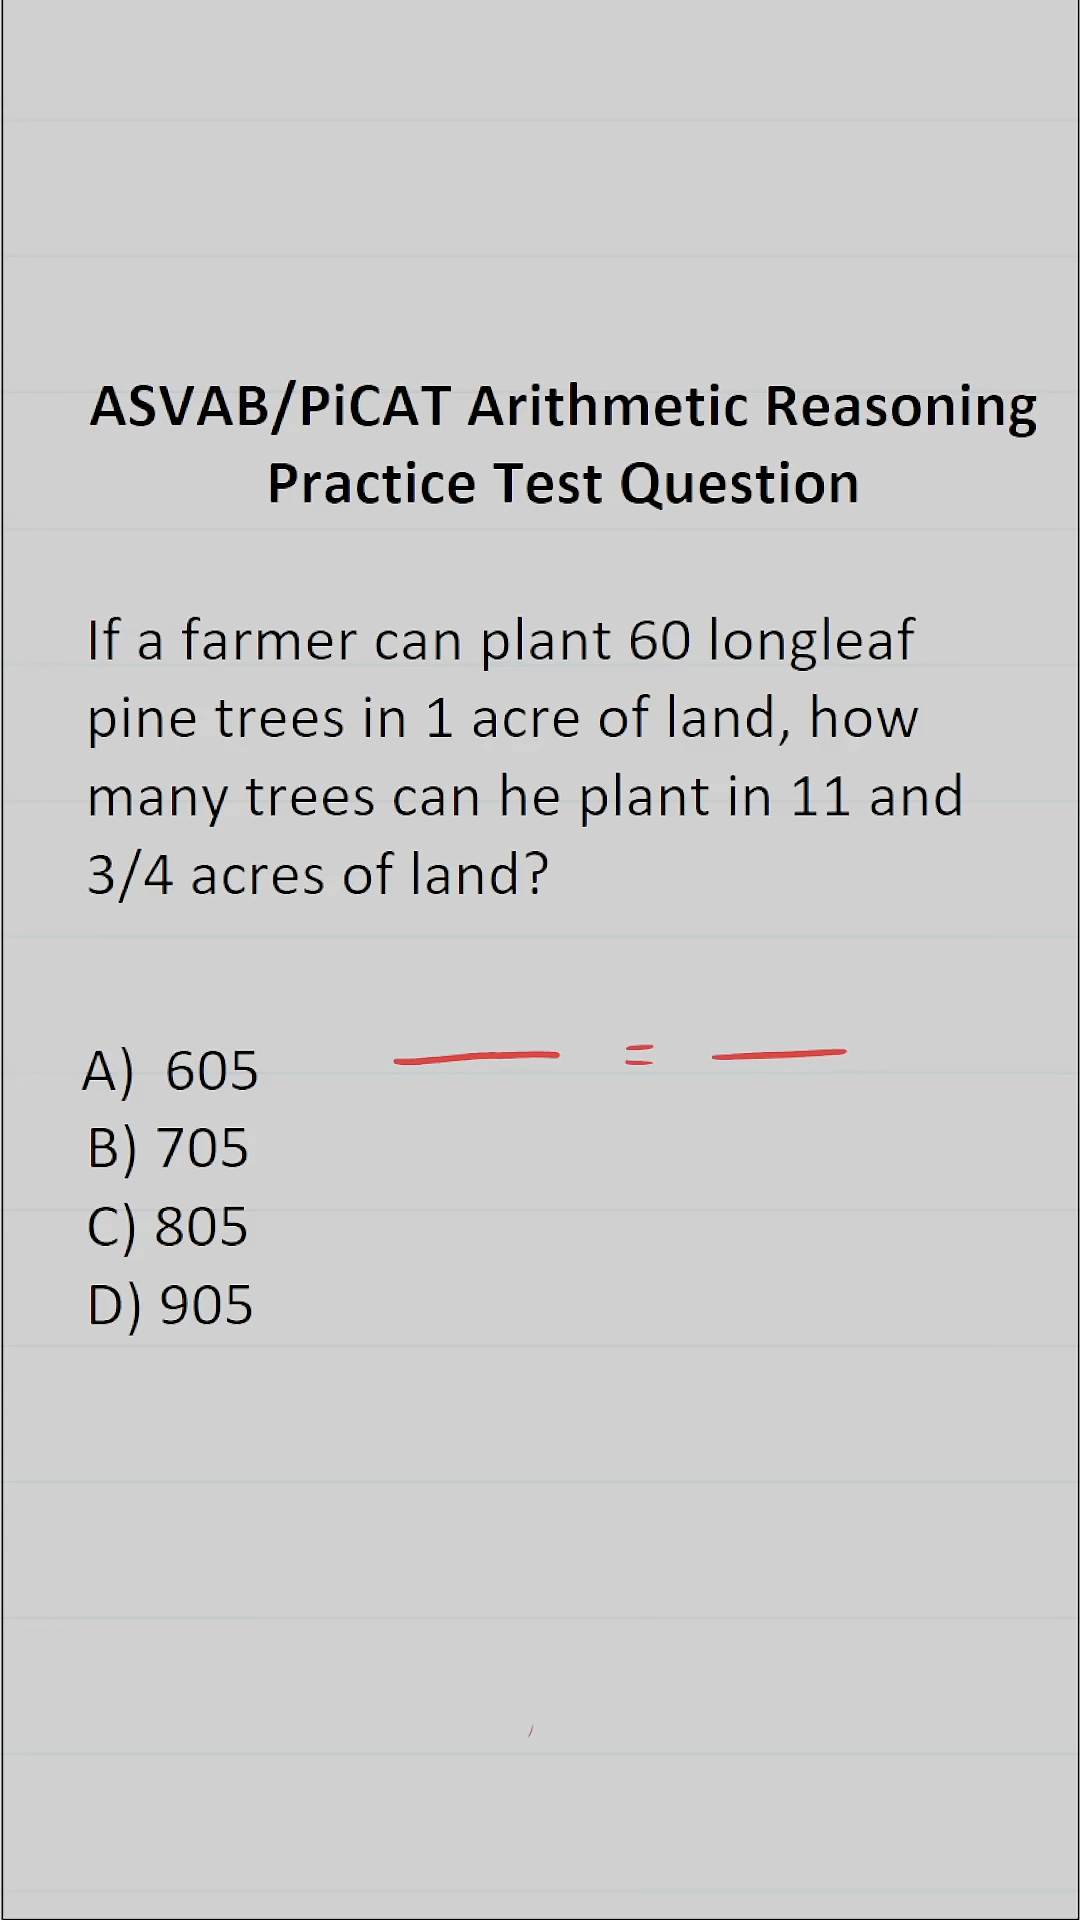 ASVAB/PiCAT Arithmetic Reasoning
Practice Test Question
If a farmer can plant 60 longleaf
pine trees in 1 acre of land, how
many trees can he plant in 11 and
3/4 acres of land?
A) 605
=
B) 705
C) 805
D) 905